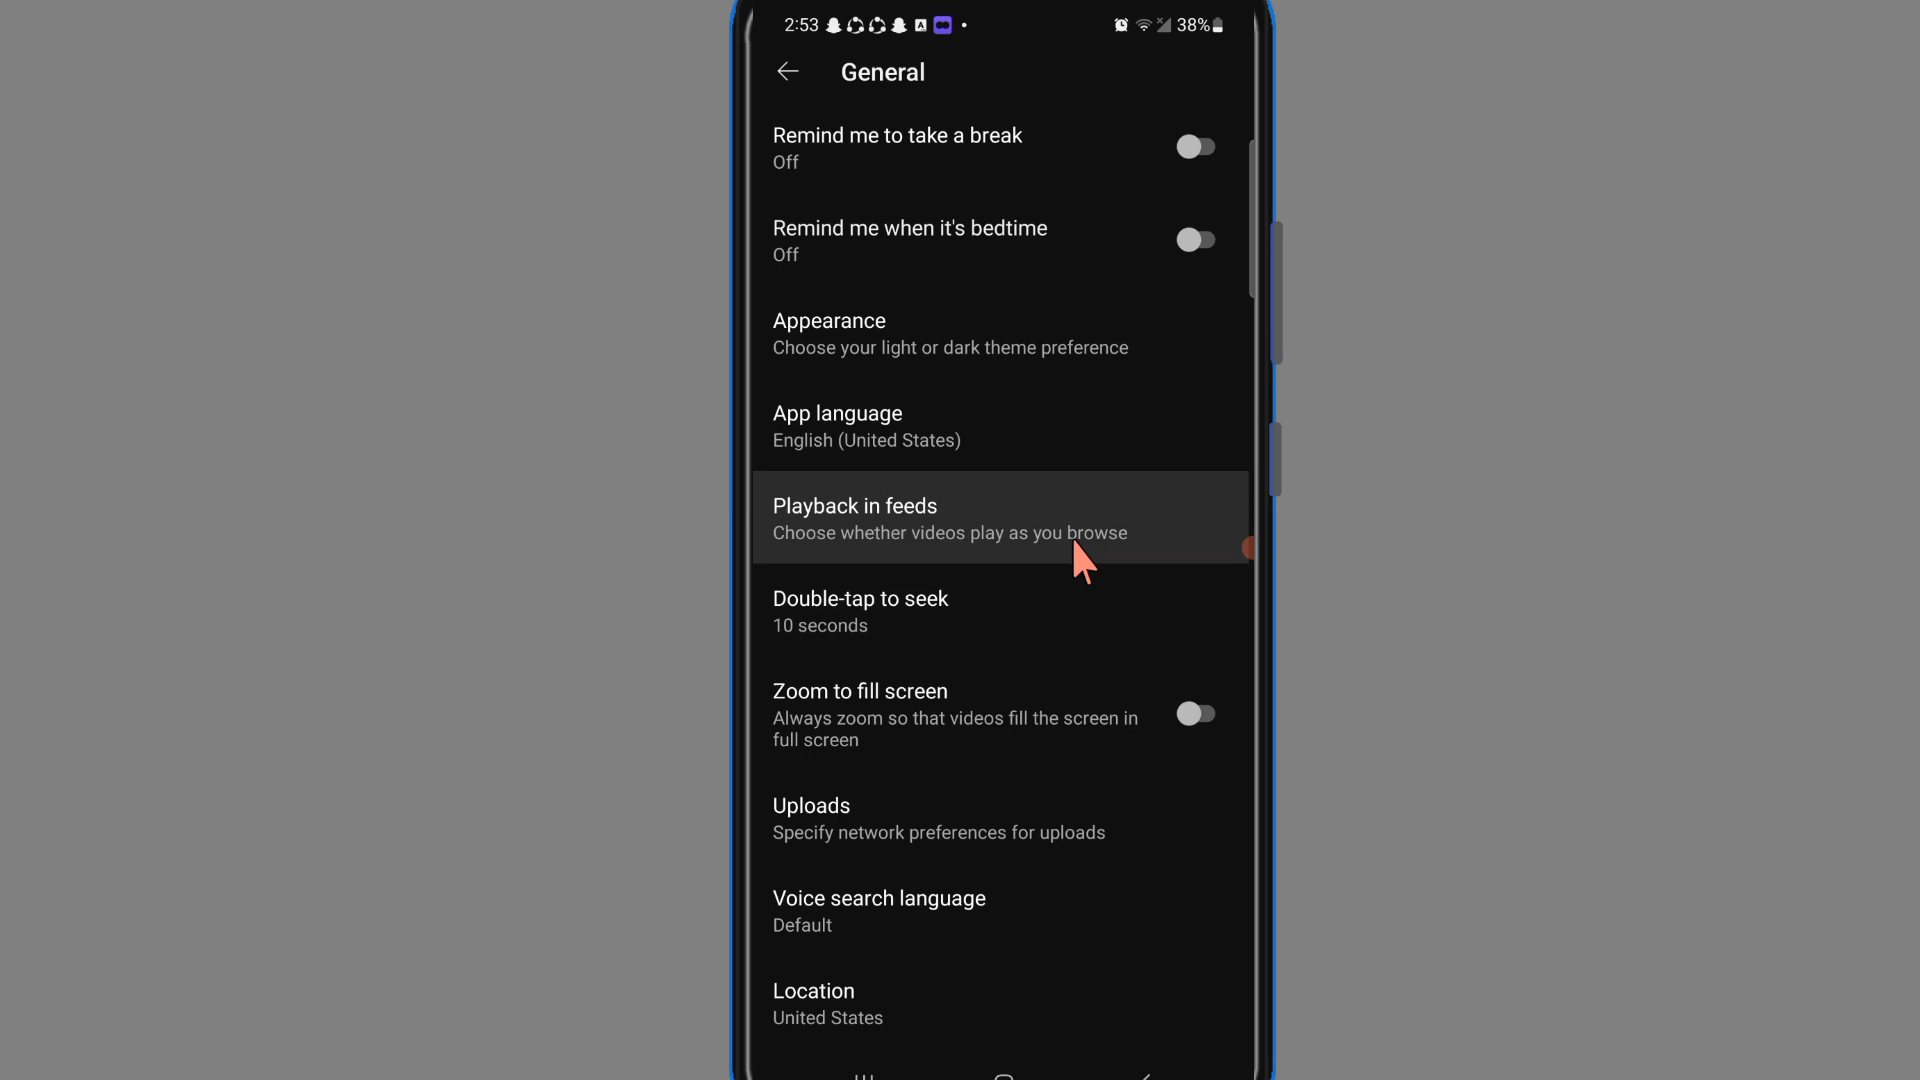 2:53 38%
General
Remind me to take a break
Off
Remind me when it's bedtime
Off
Appearance
Choose your light or dark theme preference
App language
English (United States)
Playback in feeds
Choose whether videos play as you browse
Double-tap to seek
10 seconds
Zoom to fill screen
Always zoom so that videos fill the screen in
full screen
Uploads
Specify network preferences for uploads
Voice search language
Default
Location
United States